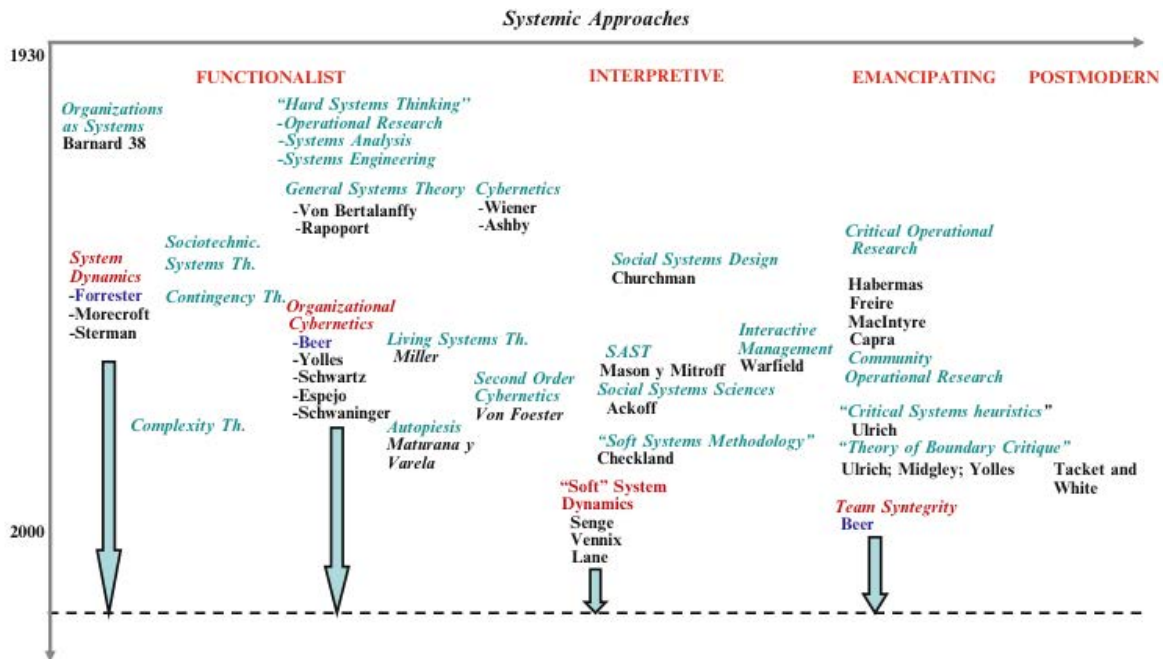 Systemic Approaches
1930
FUNCTIONALIST
INTERPRETIVE
EMANCIPATING
POSTMODERN
Organizations
as Systems
Barnard 38
“Hard Systems Thinking”
-Operational Research
-Systems Analysis
-Systems Engineering
General Systems Theory
-Von Bertalanffy
-Rapoport
Cybernetics
-Wiener
-Ashby
Sociotechnic.
Systems Th.
Contingency Th.
System
Dynamics
-Forrester
-Morecroft
-Sterman
Organizational
Cybernetics
-Beer
-Yolles
-Schwartz
-Espejo
-Schwaninger
Living Systems Th.
Miller
Second Order
Cybernetics
Von Foester
Autopiesis
Maturana y
Varela
Complexity Th.
Social Systems Design
Churchman
Interactive
Management
Warfield
SAST
Mason y Mitroff
Social Systems Sciences
Ackoff
“Soft Systems Methodology”
Checkland
“Soft” System
Dynamics
Senge
Vennix
Lane
Critical Operational
Research
Habermas
Freire
MacIntyre
Capra
Community
Operational Research
“Critical Systems heuristics”
Ulrich
“Theory of Boundary Critique”
Ulrich; Midgley; Yolles
Tacket and
White
Team Syntegrity
Beer
2000